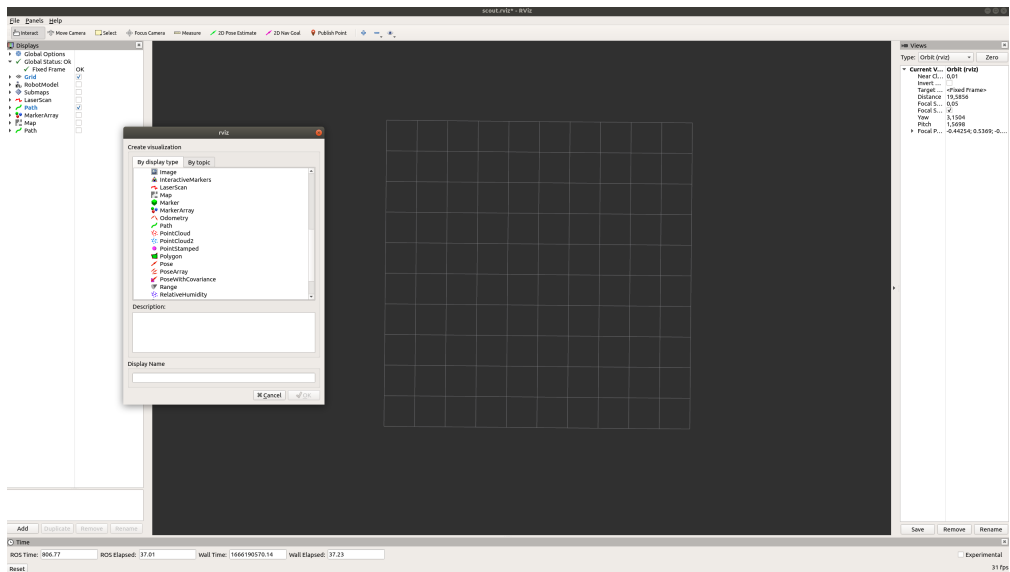 scout.rviz* - RViz
File Panels Help
Interact Move Camera Select Focus Camera Measure 2D Pose Estimate 2D Nav Goal Publish Point
Displays
Global Options
Global Status: Ok
Fixed Frame OK
Grid
RobotModel
Submaps
LaserScan
Path
MarkerArray
Map
Path
Add Duplicate Remove Rename
rviz
Create visualization
By display type By topic
Image
InteractiveMarkers
LaserScan
Map
Marker
MarkerArray
Odometry
Path
PointCloud
PointCloud2
PointStamped
Polygon
Pose
PoseArray
PoseWithCovariance
Range
RelativeHumidity
Description:
Display Name
Cancel OK
Views
Type: Orbit (rviz) Zero
Current V... Orbit (rviz)
Near Cl... 0,01
Invert ...
Target ... <Fixed Frame>
Distance 19,5856
Focal S... 0,05
Focal S...
Yaw 3,1504
Pitch 1,5698
Focal P... -0.44254; 0.5369; -0....
Save Remove Rename
Time
ROS Time: 806.77 ROS Elapsed: 37.01 Wall Time: 1666190570.14 Wall Elapsed: 37.23 Experimental
Reset 31 fps